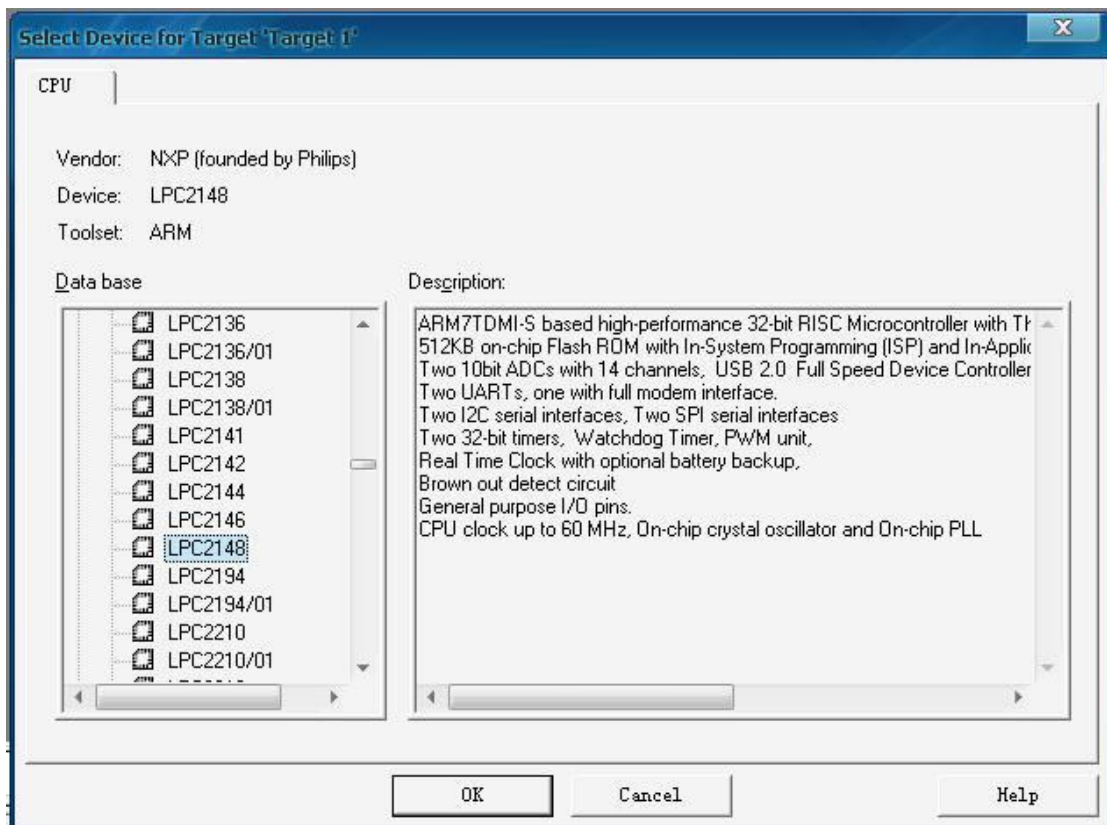 Select Device for Target 'Target 1'
CPU
Vendor: NXP (founded by Philips)
Device: LPC2148
Toolset: ARM
Data base
Description:
LPC2136
LPC2136/01
LPC2138
LPC2138/01
LPC2141
LPC2142
LPC2144
LPC2146
LPC2148
LPC2194
LPC2194/01
LPC2210
LPC2210/01
ARM7TDMI-S based high-performance 32-bit RISC Microcontroller with
512KB on-chip Flash ROM with In-System Programming (ISP) and
Two 10bit ADCs with 14 channels, USB 2.0 Full Speed Device Controller
Two UARTs, one with full modem interface.
Two I2C serial interfaces, Two SPI serial interfaces
Two 32-bit timers, Watchdog Timer, PWM unit,
Real Time Clock with optional battery backup,
Brown out detect circuit
General purpose I/O pins.
CPU clock up to 60 MHz, On-chip crystal oscillator and On-chip PLL
OK
Cancel
Help